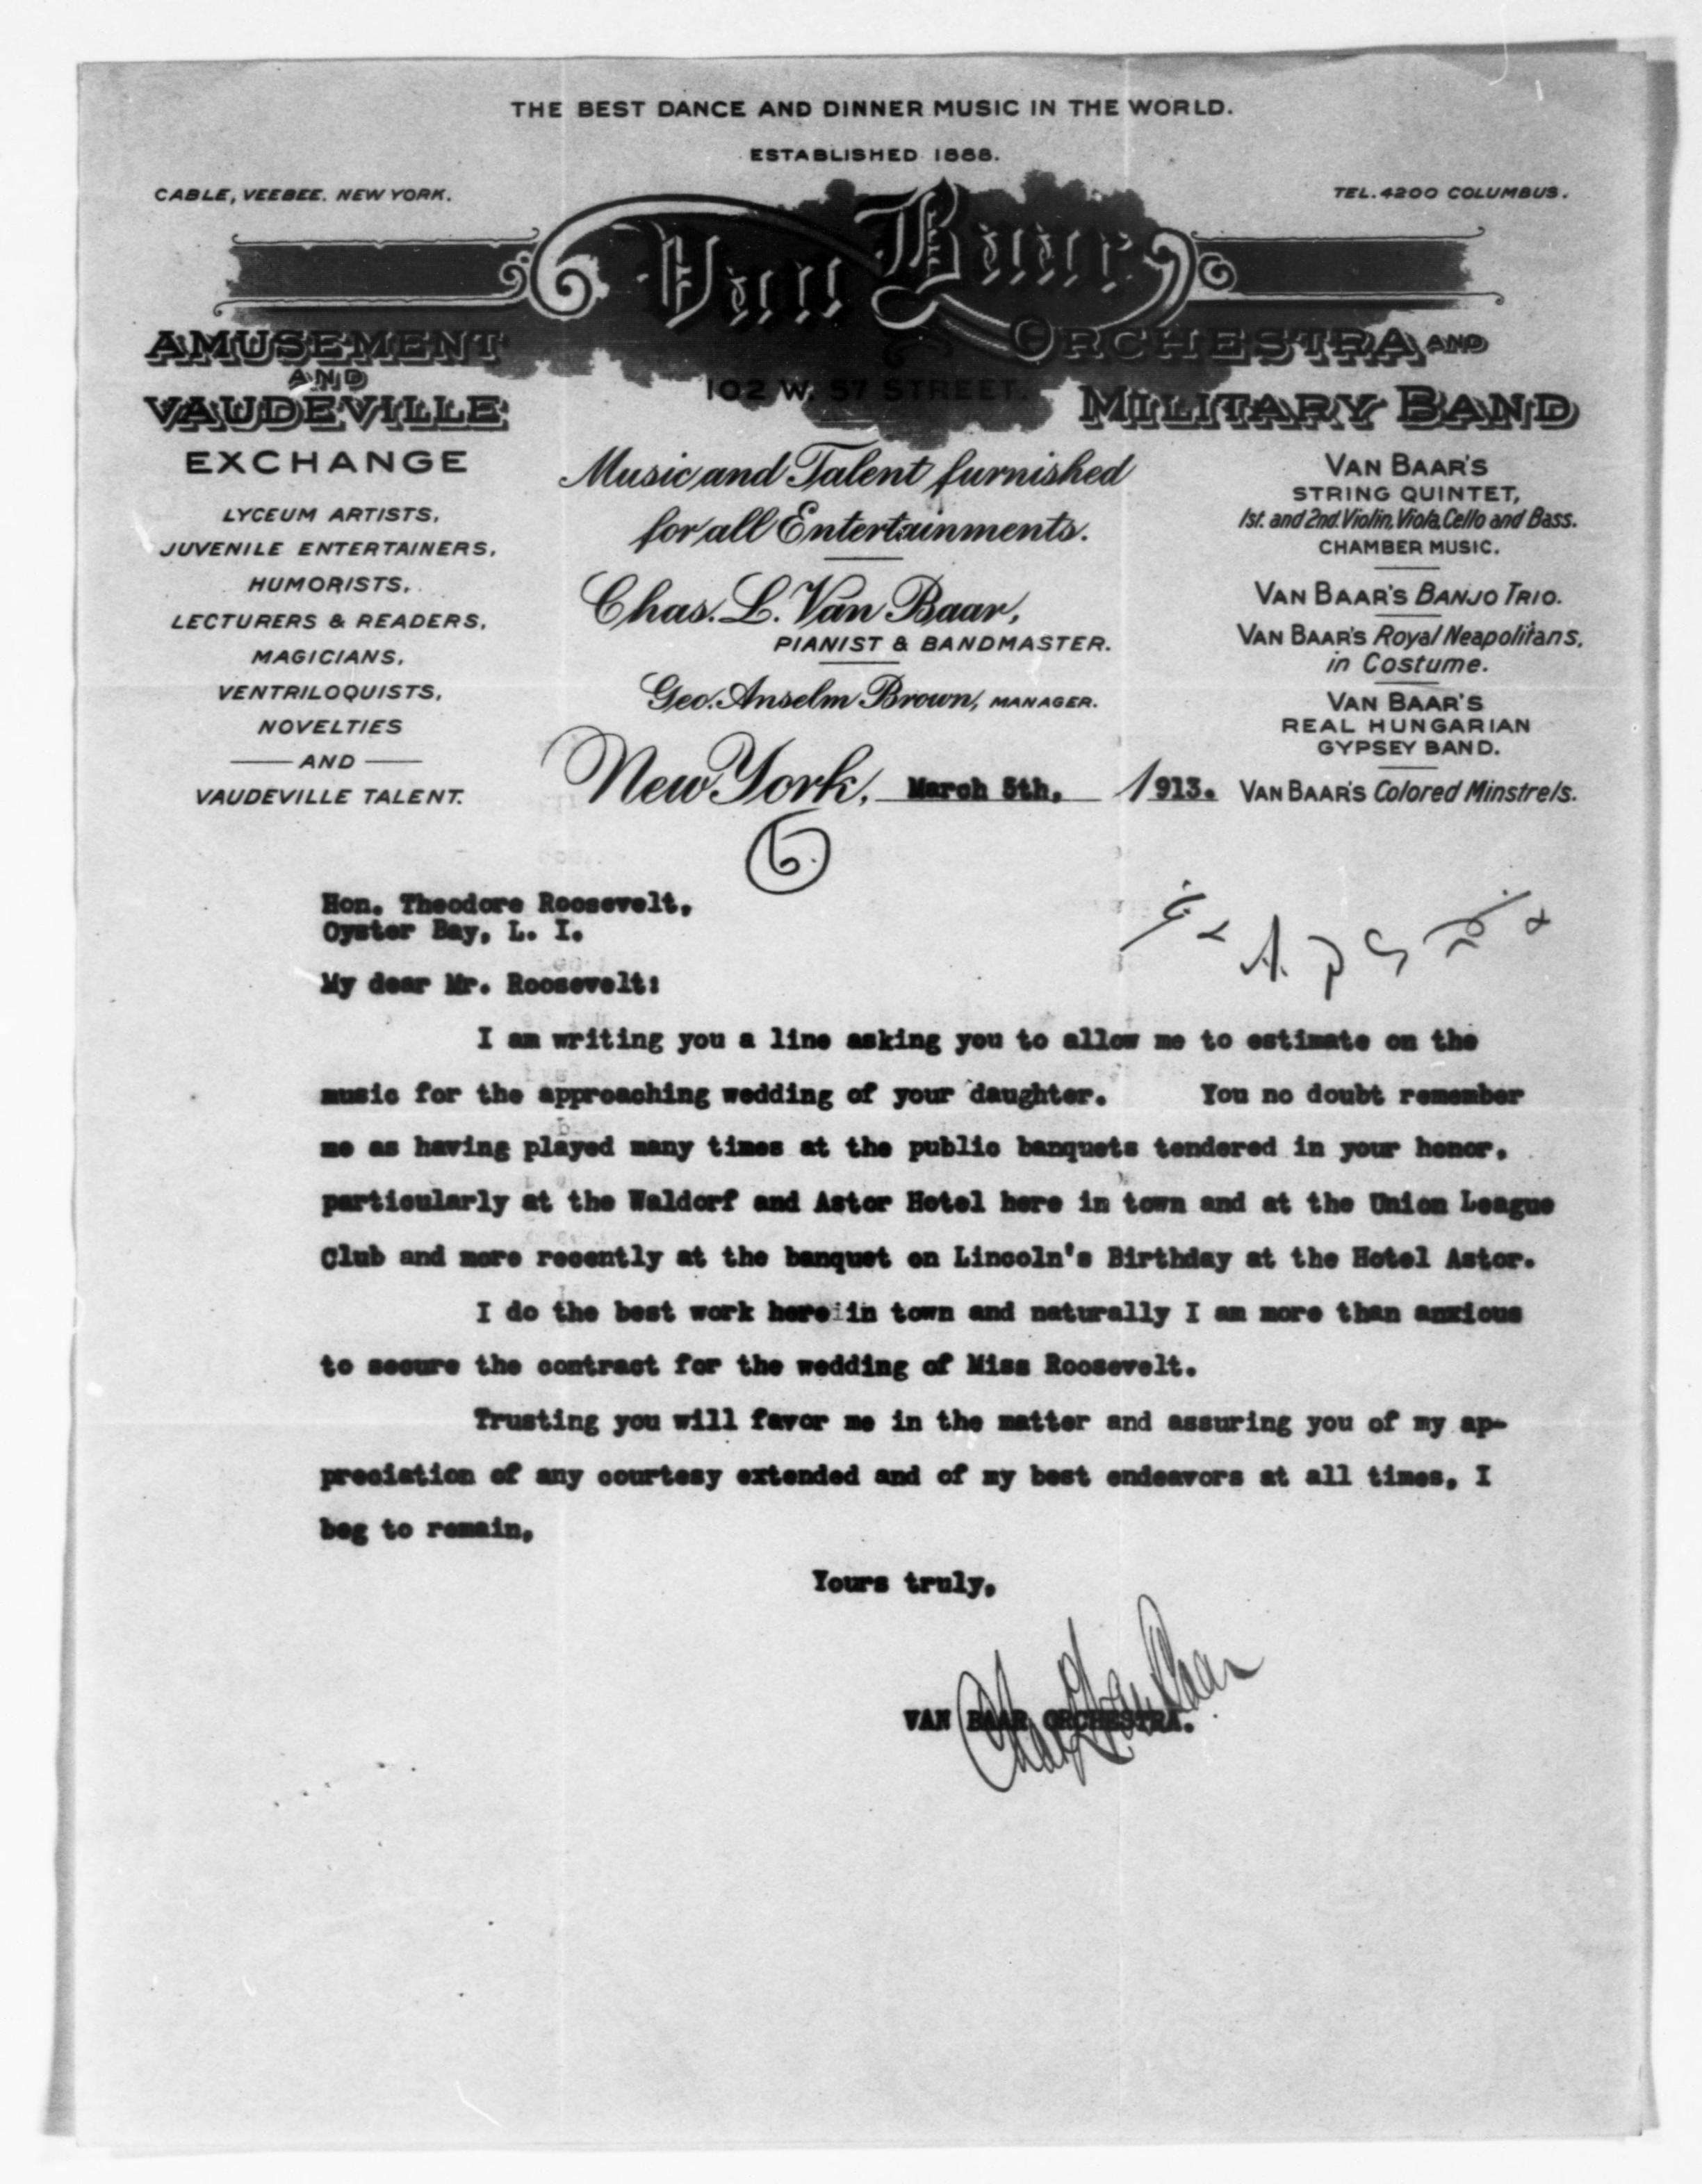 THE BEST DANCE AND DINNER MUSIC IN THE WORLD.
ESTABLISHED 1888.
CABLE, VEEBEE. NEW YORK.
TEL. 4200 COLUMBUS.
Van Baar
AMUSEMENT
AND
VAUDEVILLE
EXCHANGE
LYCEUM ARTISTS,
JUVENILE ENTERTAINERS,
HUMORISTS,
LECTURERS & READERS,
MAGICIANS,
VENTRILOQUISTS,
NOVELTIES
AND
VAUDEVILLE TALENT.
102 W. 57 STREET.
Music and Talent furnished
for all Entertainments.
Chas. L. Van Baar,
PIANIST & BANDMASTER.
Geo. Anselm Brown, MANAGER.
ORCHESTRA AND
MILITARY BAND
VAN BAAR'S
STRING QUINTET,
1st. and 2nd. Violin, Viola, Cello and Bass.
CHAMBER MUSIC.
VAN BAAR'S BANJO TRIO.
VAN BAAR'S Royal Neapolitans,
in Costume.
VAN BAAR'S
REAL HUNGARIAN
GYPSEY BAND.
VAN BAAR'S Colored Minstrels.
New York, March 5th, 1913.
6
Hon. Theodore Roosevelt,
Oyster Bay, L. I.
My dear Mr. Roosevelt:
I am writing you a line asking you to allow me to estimate on the
music for the approaching wedding of your daughter. You no doubt remember
me as having played many times at the public banquets tendered in your honor,
particularly at the Waldorf and Astor Hotel here in town and at the Union League
Club and more recently at the banquet on Lincoln's Birthday at the Hotel Astor.
I do the best work here in town and naturally I am more than anxious
to secure the contract for the wedding of Miss Roosevelt.
Trusting you will favor me in the matter and assuring you of my ap-
preciation of any courtesy extended and of my best endeavors at all times, I
beg to remain,
Yours truly,
Chas L Van Baar
VAN BAAR ORCHESTRA.